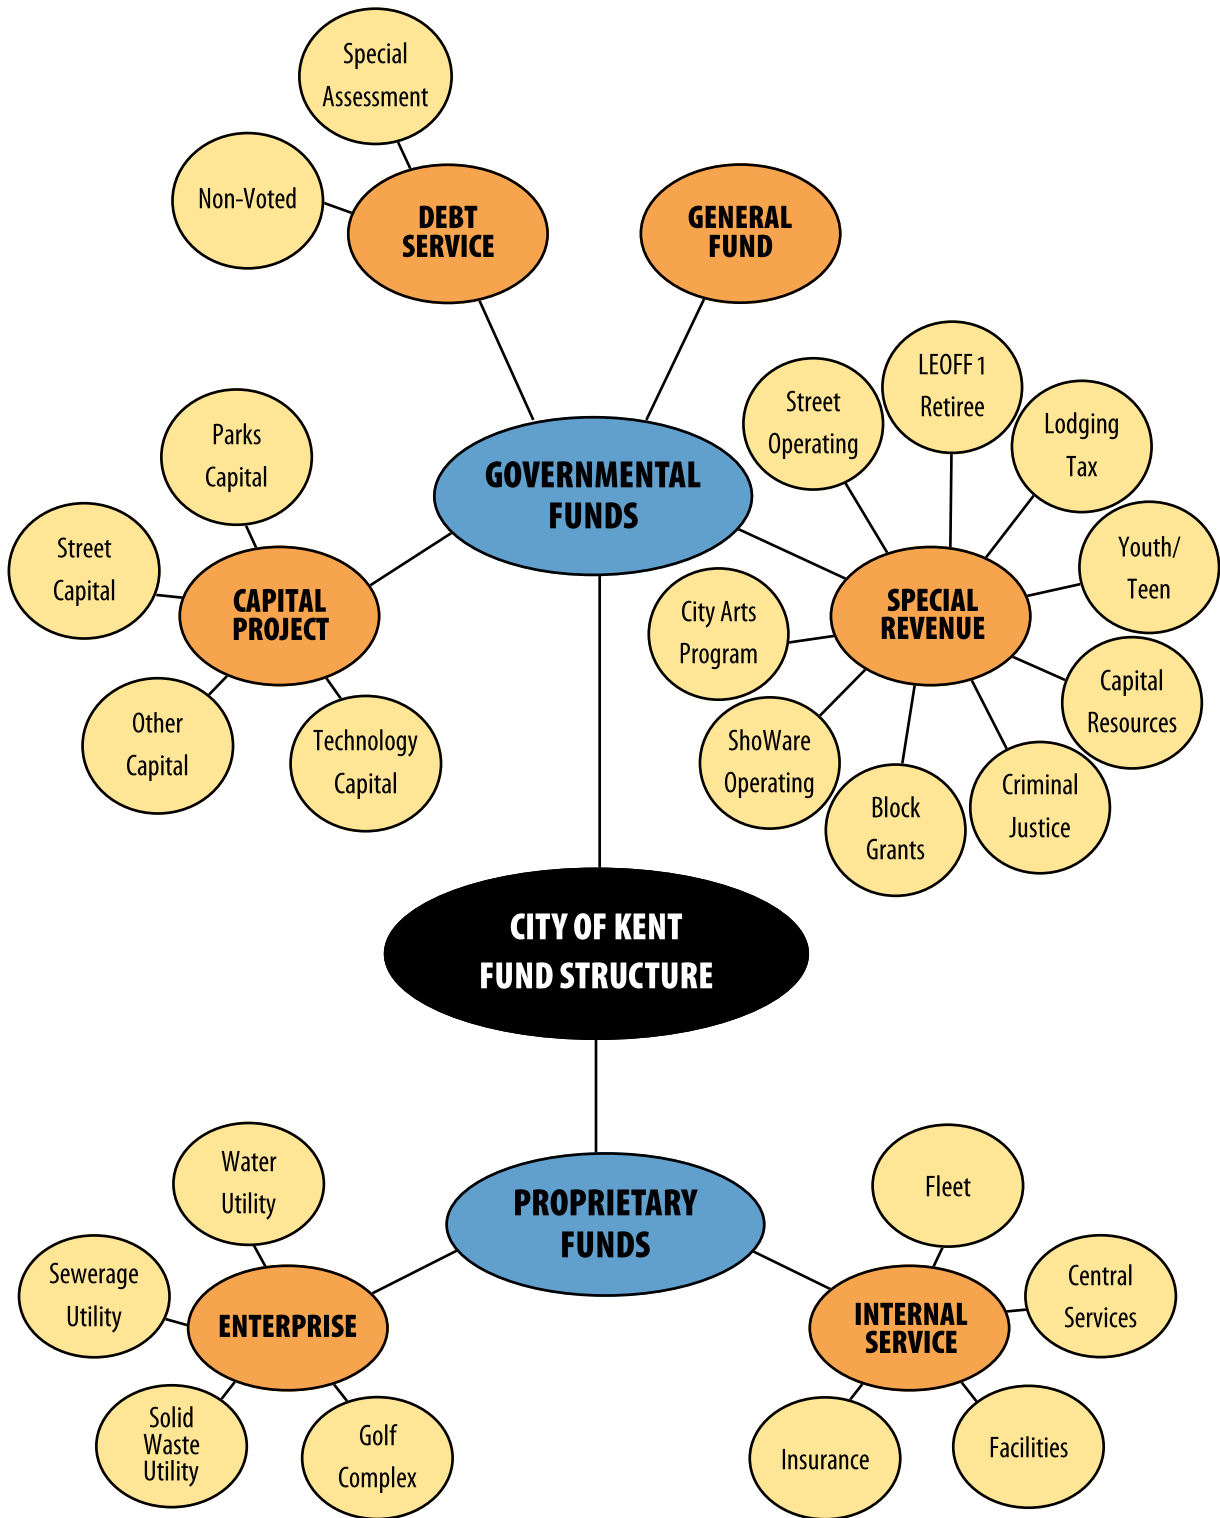 Special
Assessment
Non-Voted
DEBT
SERVICE
GENERAL
FUND
Parks
Capital
Street
Capital
CAPITAL
PROJECT
Other
Capital
Technology
Capital
GOVERNMENTAL
FUNDS
Street
Operating
LEOFF 1
Retiree
Lodging
Tax
Youth/
Teen
SPECIAL
REVENUE
City Arts
Program
Capital
Resources
ShoWare
Operating
Block
Grants
Criminal
Justice
CITY OF KENT
FUND STRUCTURE
PROPRIETARY
FUNDS
Water
Utility
Sewerage
Utility
ENTERPRISE
Solid
Waste
Utility
Golf
Complex
Fleet
Central
Services
INTERNAL
SERVICE
Insurance
Facilities